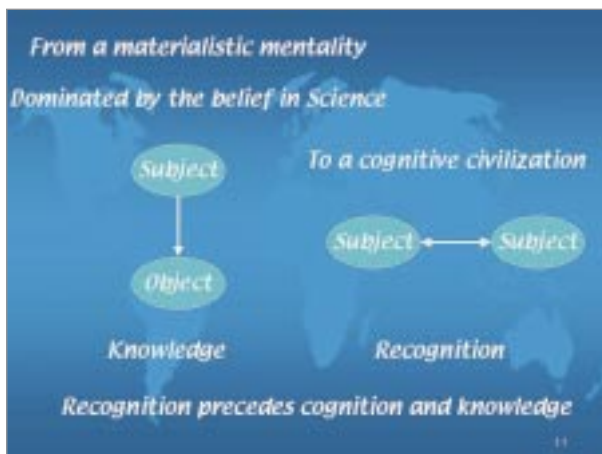 From a materialistic mentality
Dominated by the belief in Science
Subject
Object
Knowledge
To a cognitive civilization
Subject
Subject
Recognition
Recognition precedes cognition and knowledge